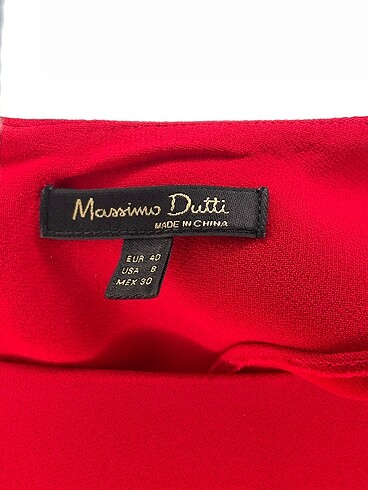 Massimo Dutti
MADE IN CHINA
EUR 40
USA 8
MEX 30